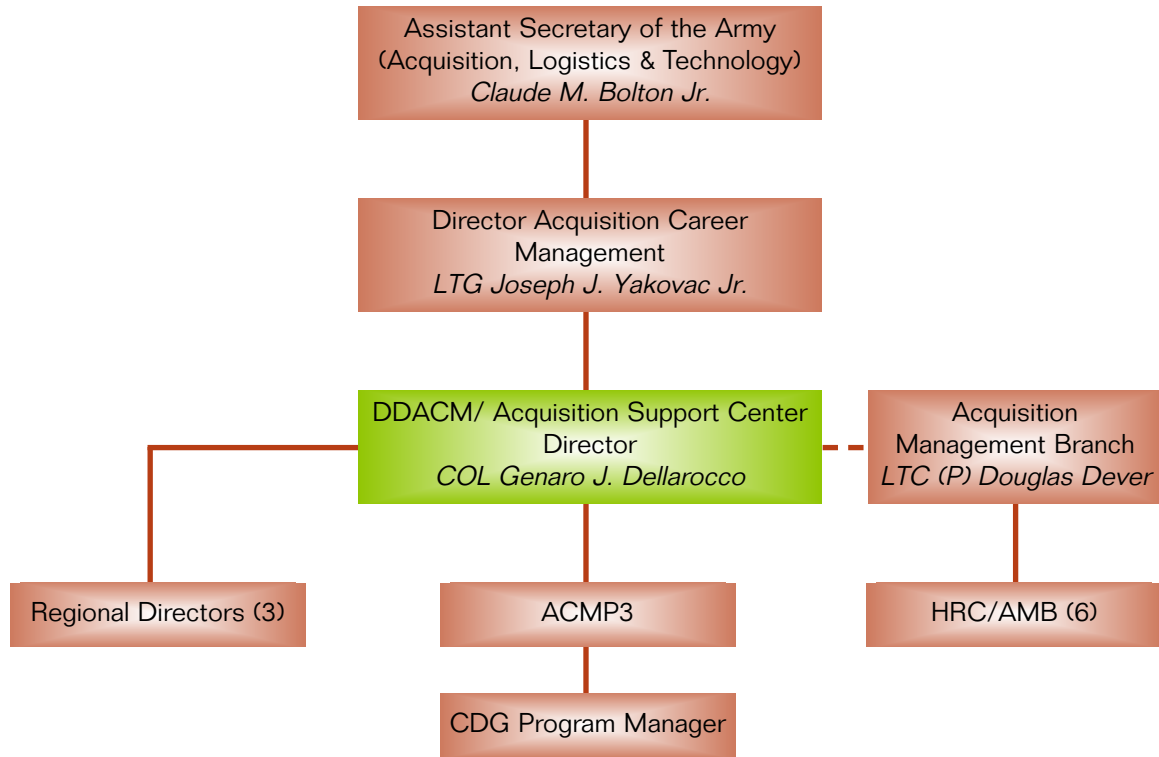 Assistant Secretary of the Army
(Acquisition, Logistics & Technology)
Claude M. Bolton Jr.
Director Acquisition Career
Management
LTG Joseph J. Yakovac Jr.
DDACM/ Acquisition Support Center
Director
COL Genaro J. Dellarocco
Acquisition
Management Branch
LTC (P) Douglas Dever
Regional Directors (3)
ACMP3
HRC/AMB (6)
CDG Program Manager